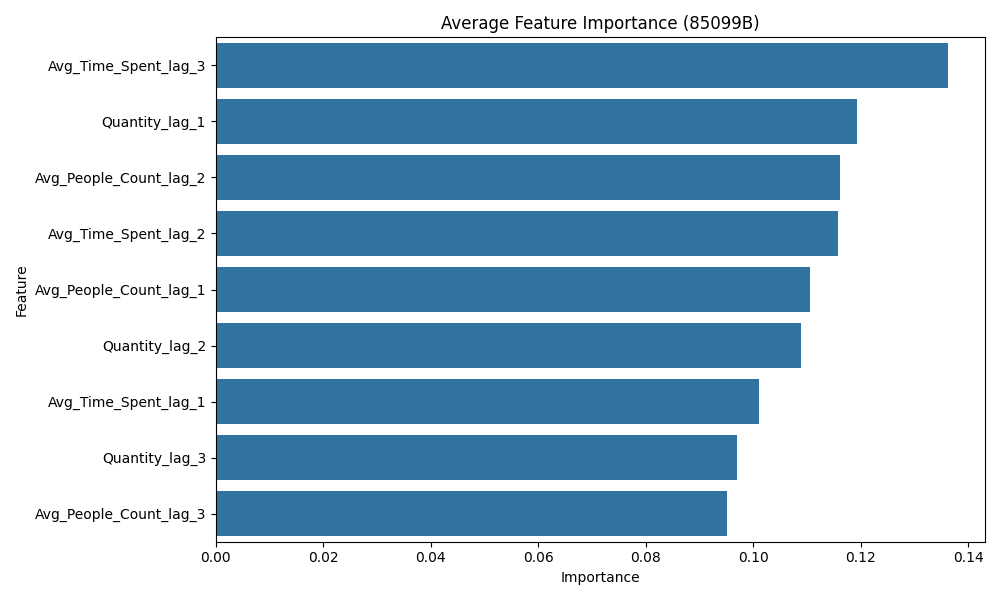 Average Feature Importance (85099B)
Feature
Avg_Time_Spent_lag_3
Quantity_lag_1
Avg_People_Count_lag_2
Avg_Time_Spent_lag_2
Avg_People_Count_lag_1
Quantity_lag_2
Avg_Time_Spent_lag_1
Quantity_lag_3
Avg_People_Count_lag_3
0.00 0.02 0.04 0.06 0.08 0.10 0.12 0.14
Importance